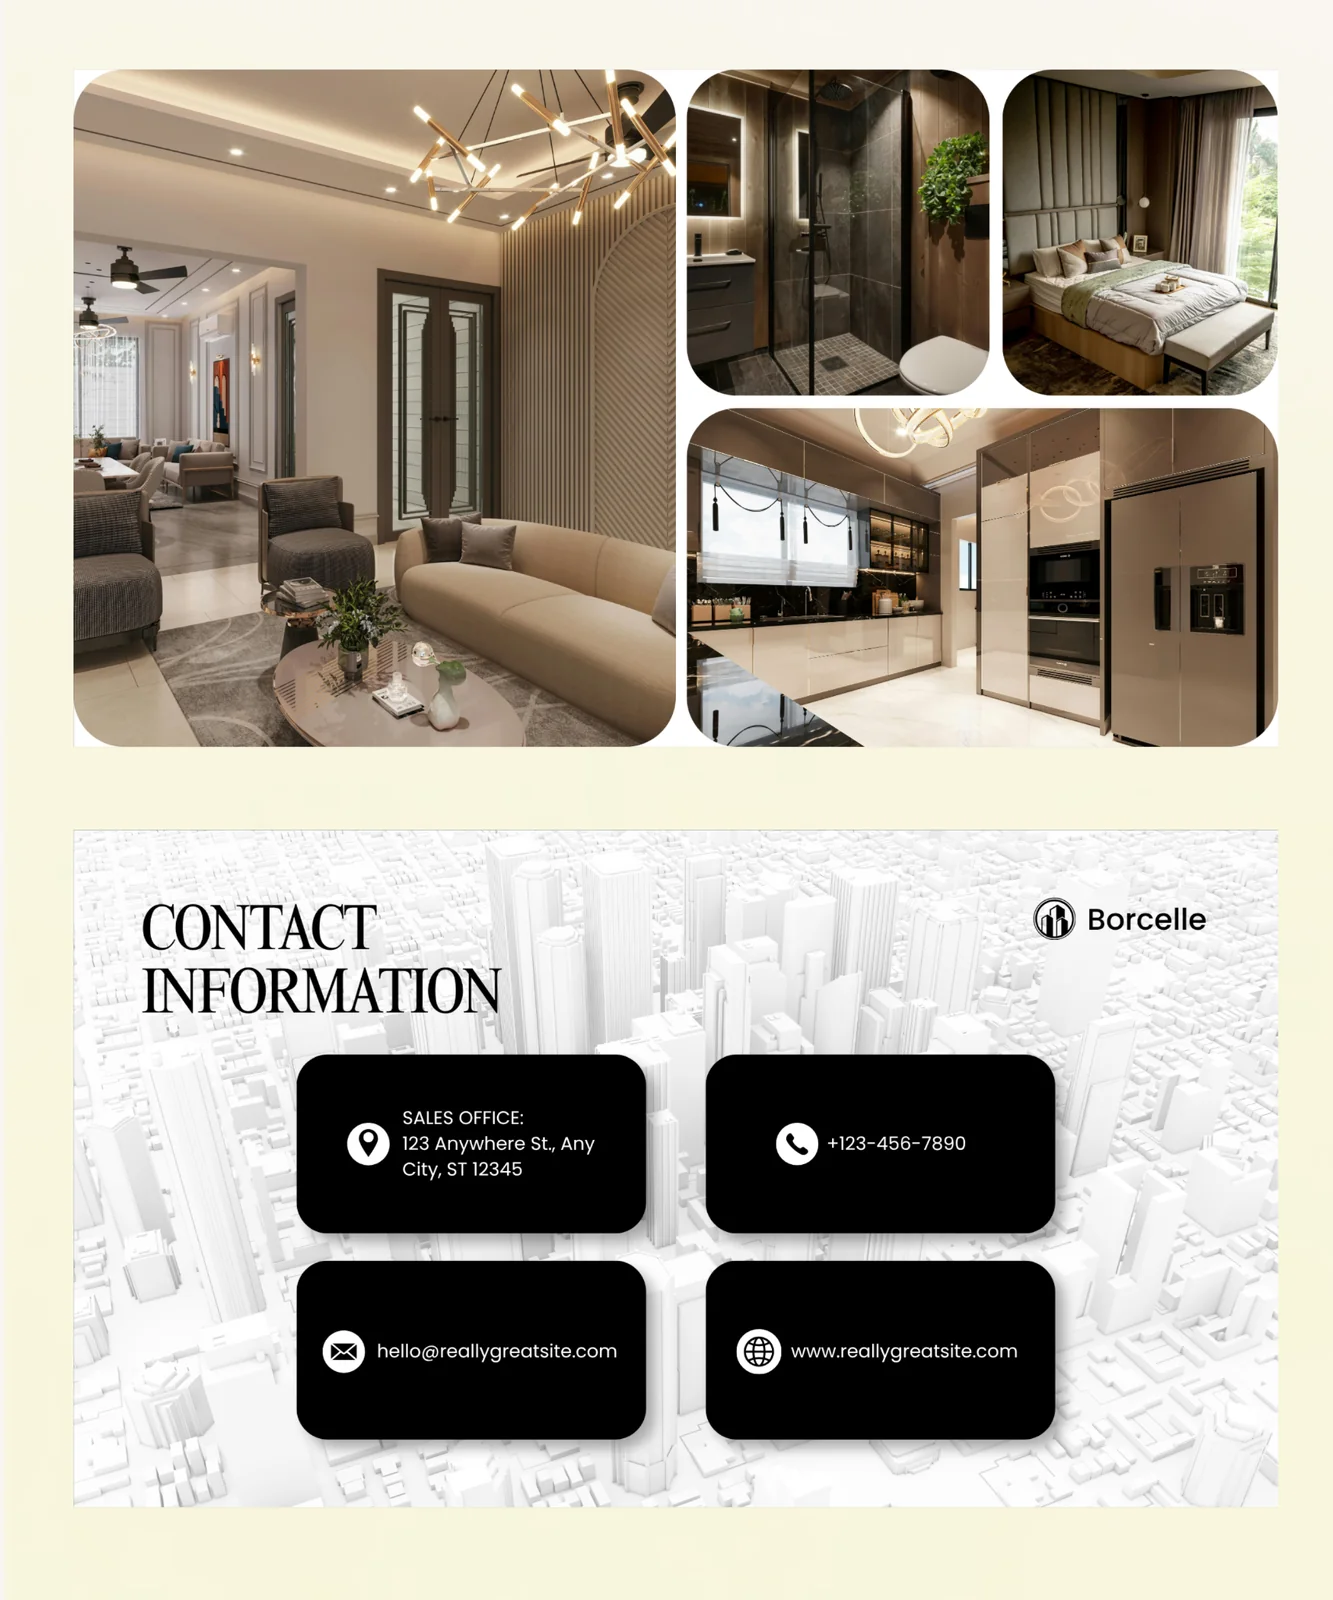 CONTACT
INFORMATION
Borcelle
SALES OFFICE:
123 Anywhere St., Any
City, ST 12345
+123-456-7890
hello@reallygreatsite.com
www.reallygreatsite.com